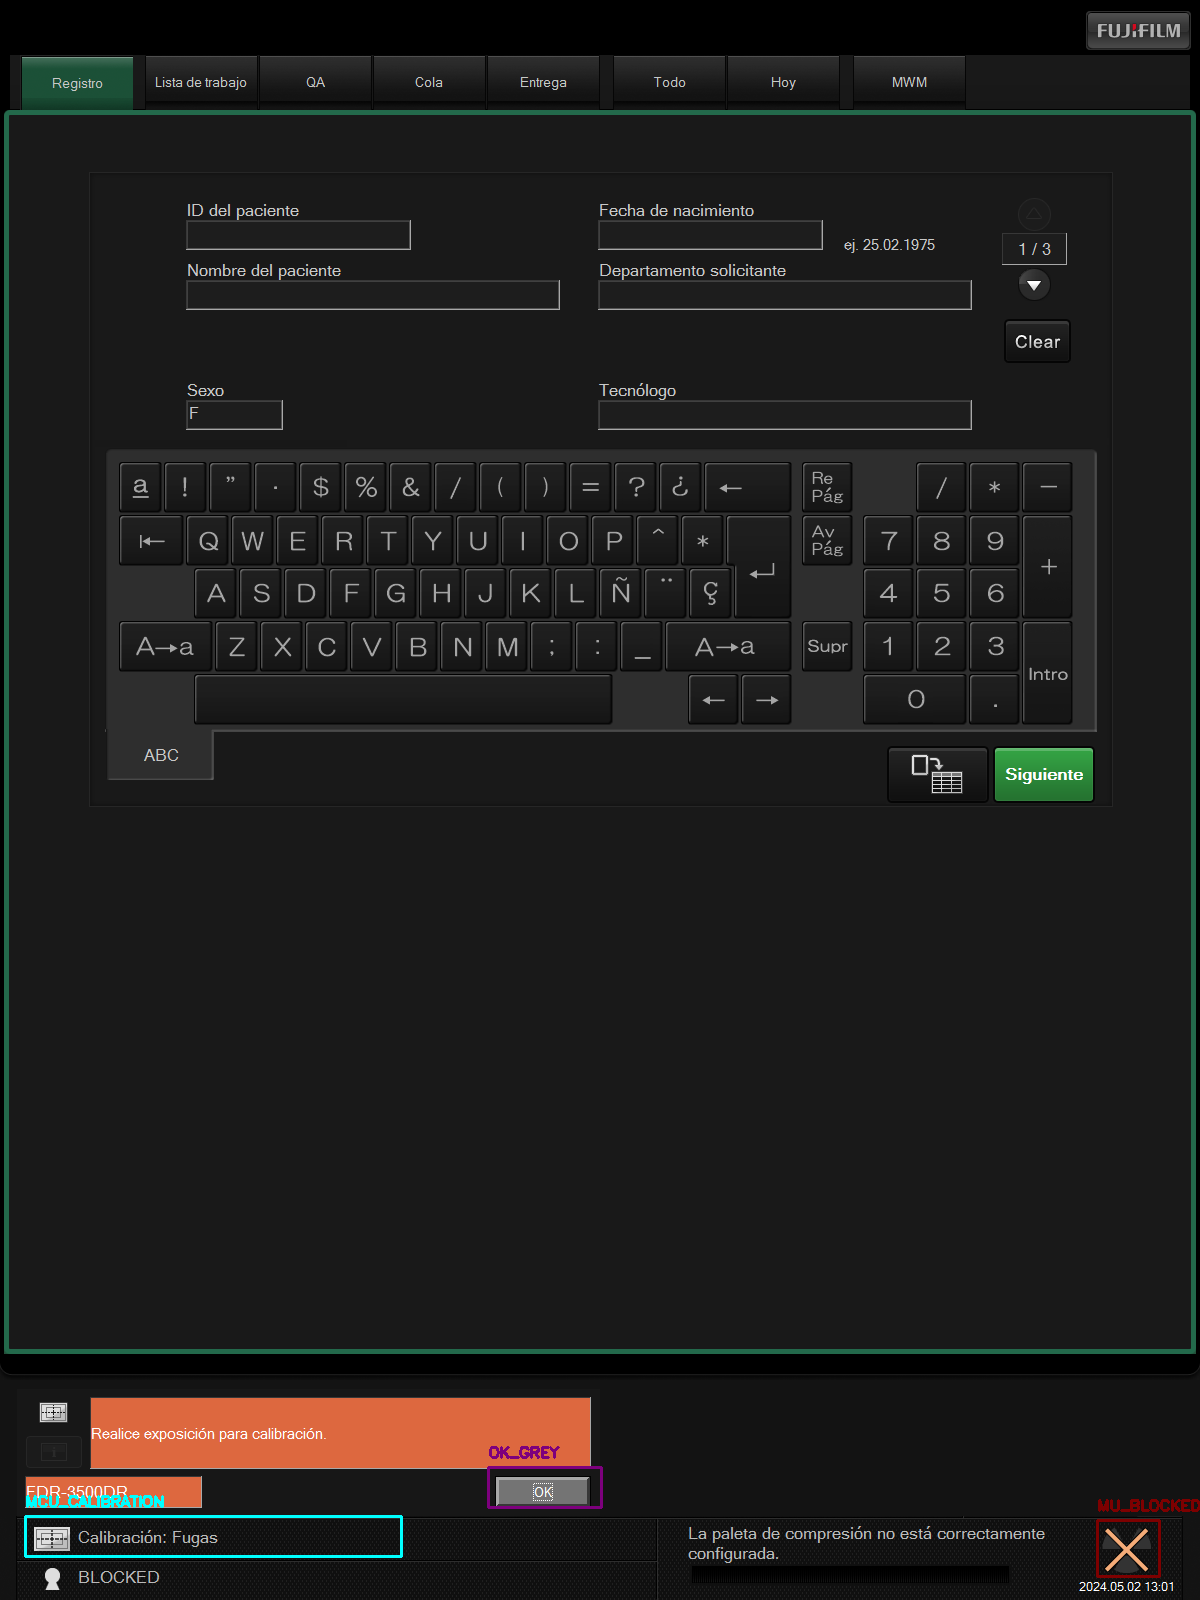 FUJIFILM
Registro
Lista de trabajo
QA
Cola
Entrega
Todo
Hoy
MWM
ID del paciente
Fecha de nacimiento
ej. 25.02.1975
1 / 3
Nombre del paciente
Departamento solicitante
Clear
Sexo
F
Tecnólogo
a ! ” · $ % & / ( ) = ? ¿ ← Re Pág / * −
|← Q W E R T Y U I O P ^ * Av Pág 7 8 9 +
A S D F G H J K L Ñ ¨ Ç 4 5 6
A→a Z X C V B N M ; : _ A→a Supr 1 2 3 Intro
← → 0 .
ABC
Siguiente
Realice exposición para calibración.
OK_GREY
FDR-3500DR
OK
MCU_CALIBRATION
MU_BLOCKED
Calibración: Fugas
La paleta de compresión no está correctamente
configurada.
BLOCKED
2024.05.02 13:01